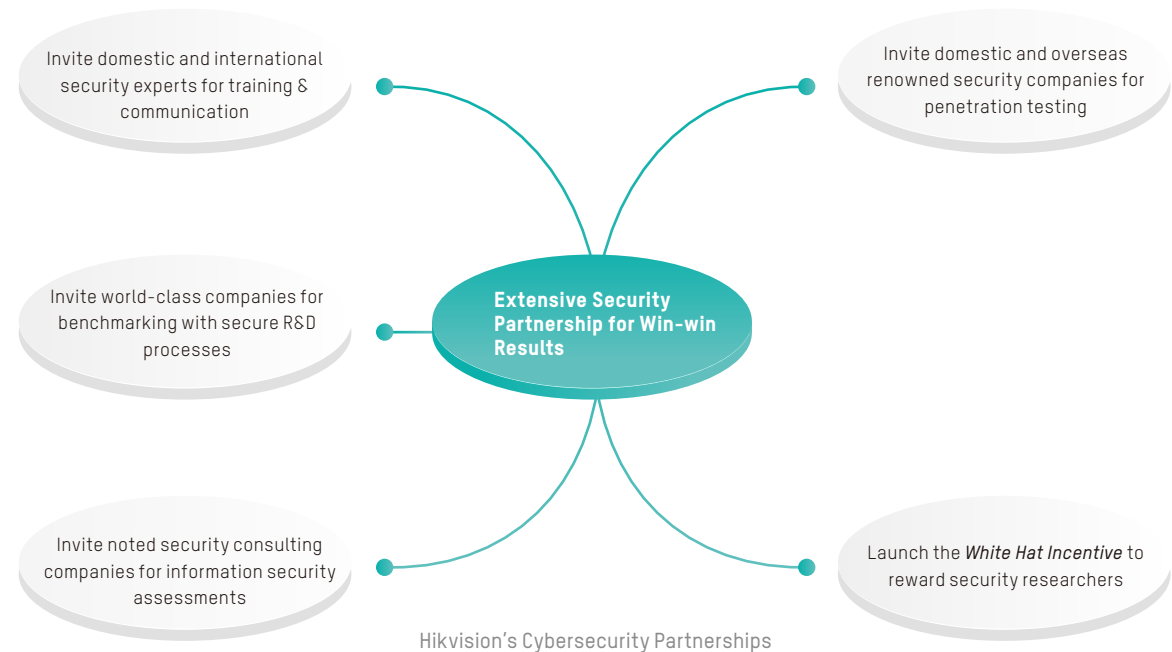 Invite domestic and international
security experts for training &
communication
Invite domestic and overseas
renowned security companies for
penetration testing
Invite world-class companies for
benchmarking with secure R&D
processes
Extensive Security
Partnership for Win-win
Results
Invite noted security consulting
companies for information security
assessments
Launch the White Hat Incentive to
reward security researchers
Hikvision's Cybersecurity Partnerships